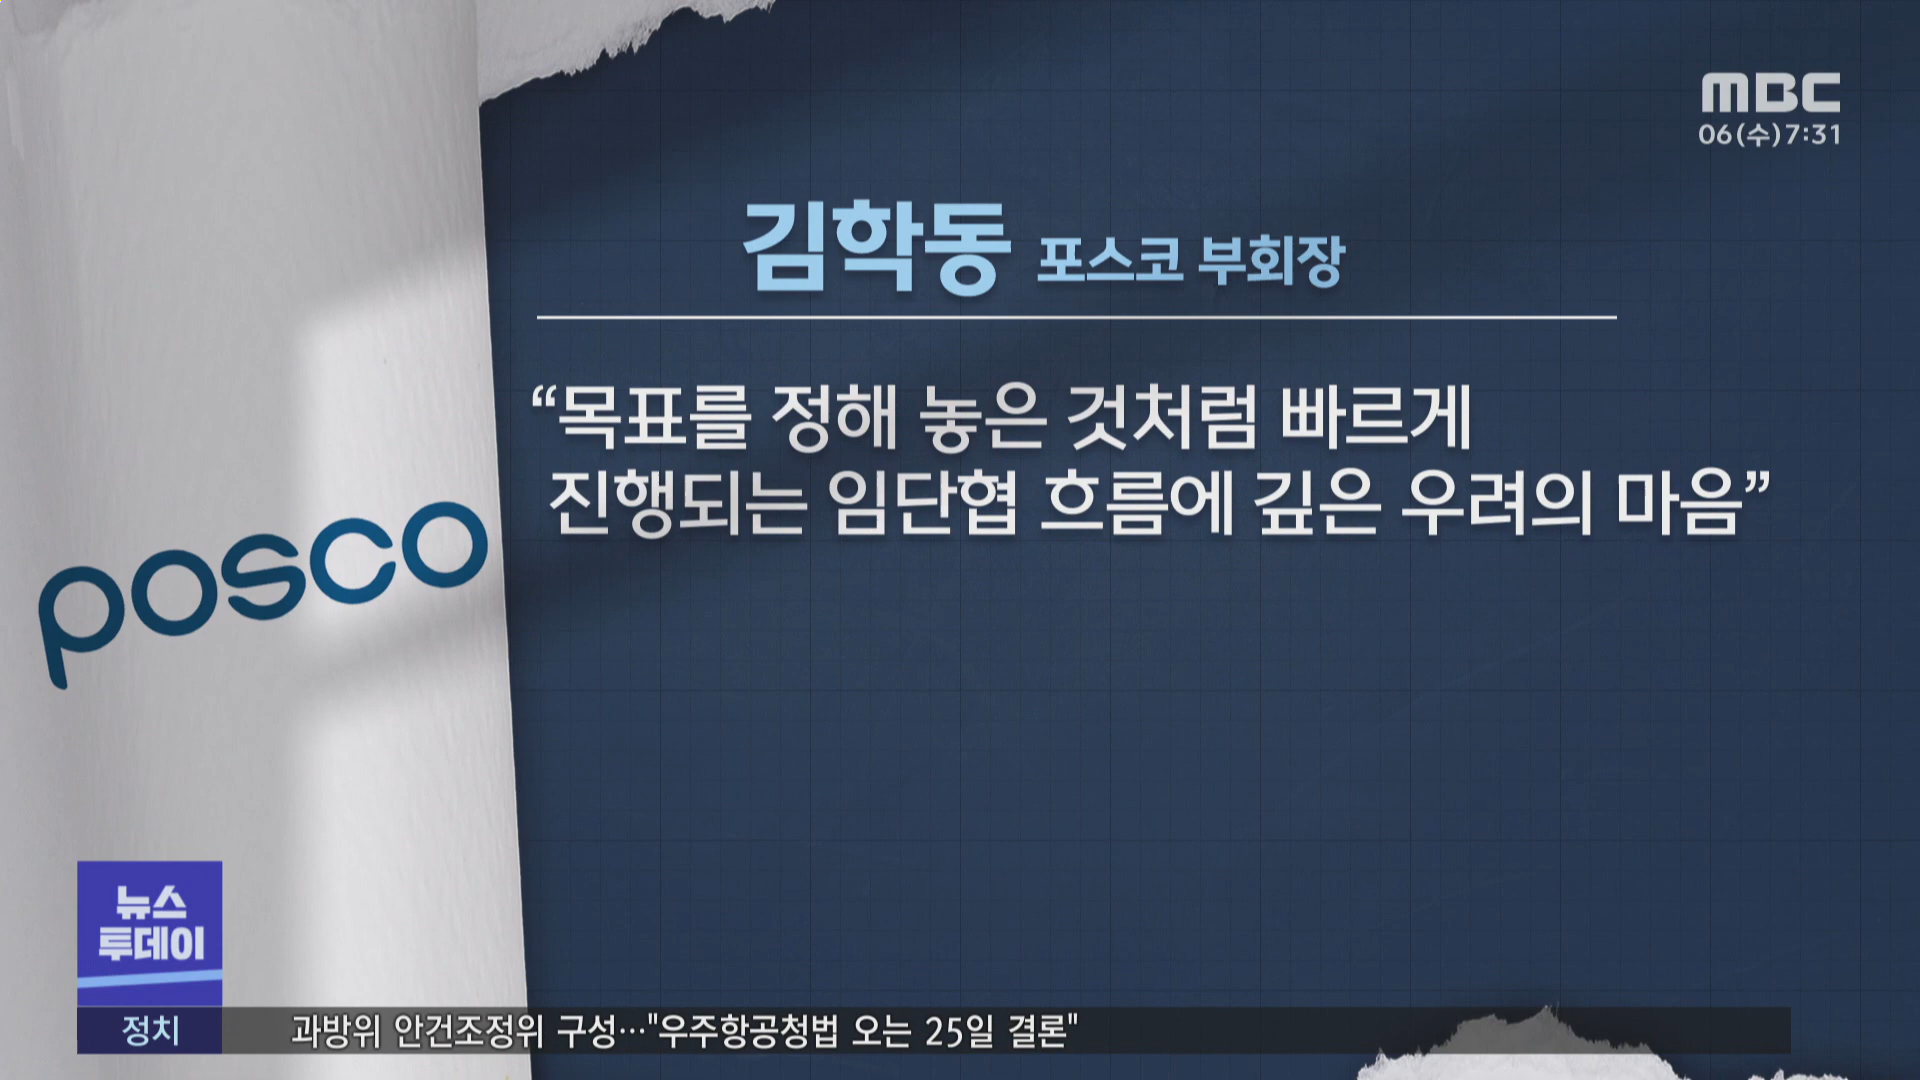 MBC
06(수)7:31
김학동 포스코 부회장
“목표를 정해 놓은 것처럼 빠르게
진행되는 임단협 흐름에 깊은 우려의 마음”
posco
뉴스
투데이
정치
과방위 안건조정위 구성…"우주항공청법 오는 25일 결론"